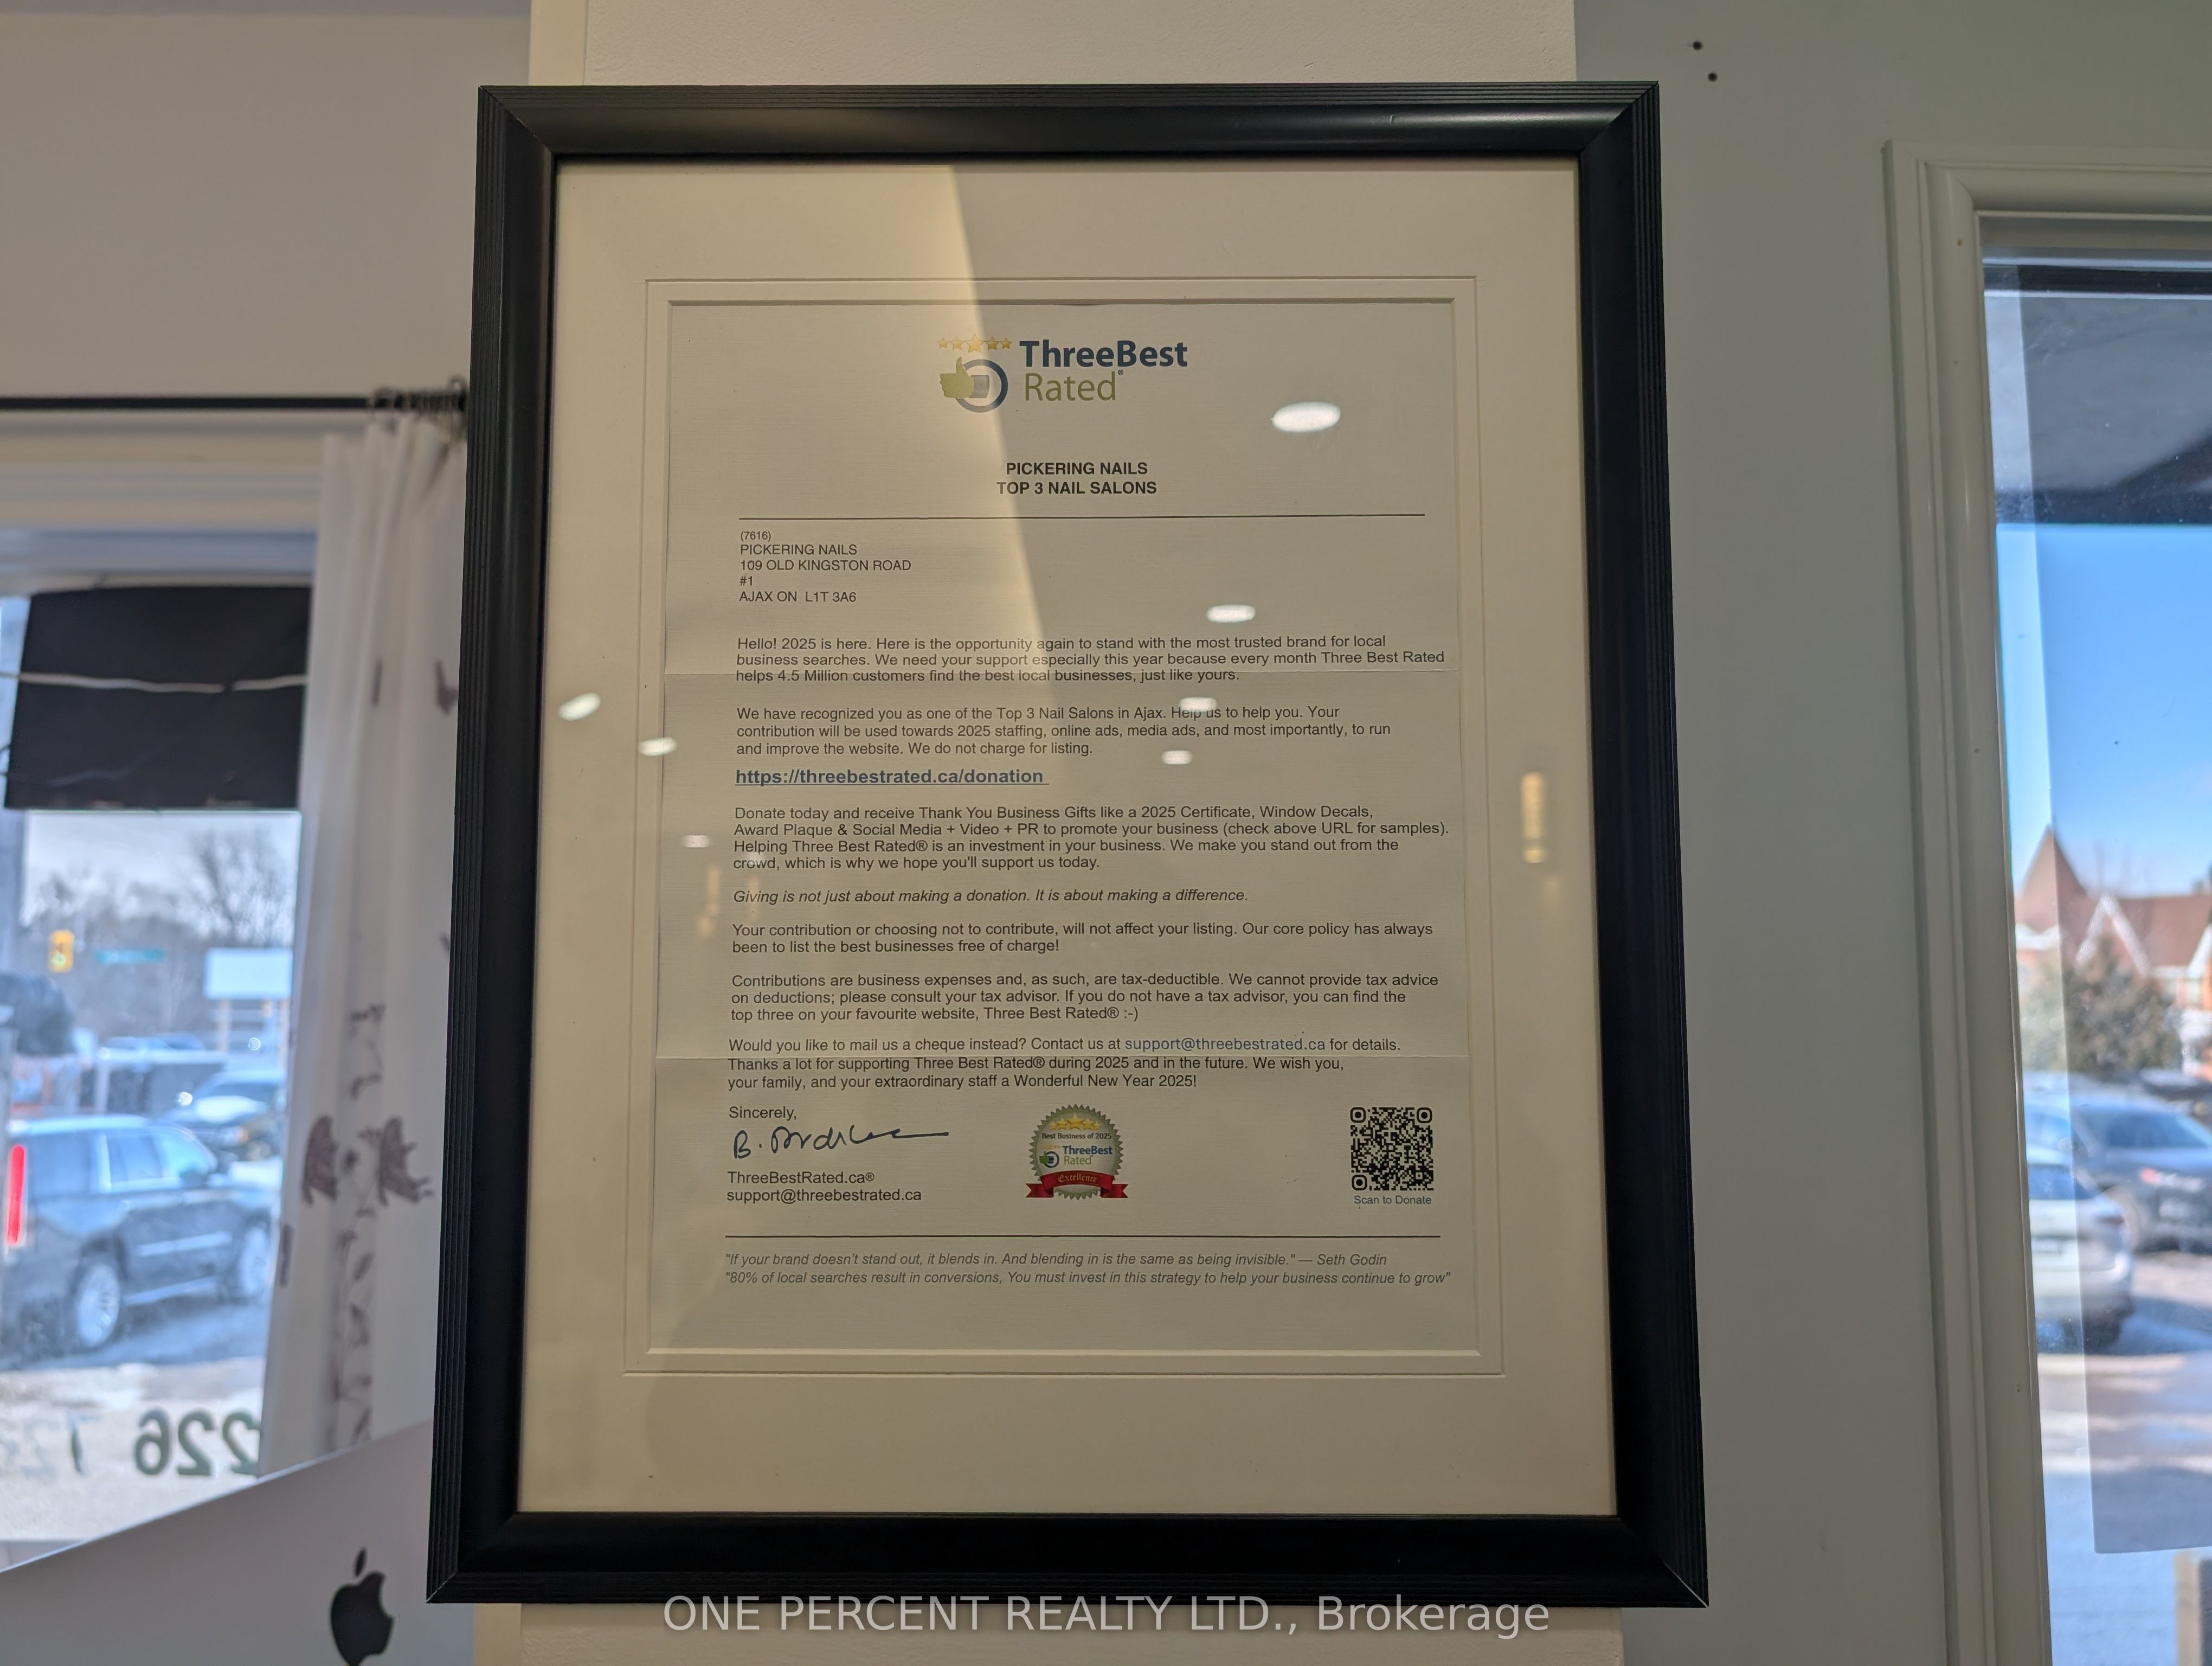 ThreeBest
Rated®
PICKERING NAILS
TOP 3 NAIL SALONS
(7616)
PICKERING NAILS
109 OLD KINGSTON ROAD
#1
AJAX ON  L1T 3A6
Hello! 2025 is here. Here is the opportunity again to stand with the most trusted brand for local
business searches. We need your support especially this year because every month Three Best Rated
helps 4.5 Million customers find the best local businesses, just like yours.
We have recognized you as one of the Top 3 Nail Salons in Ajax. Help us to help you. Your
contribution will be used towards 2025 staffing, online ads, media ads, and most importantly, to run
and improve the website. We do not charge for listing.
https://threebestrated.ca/donation
Donate today and receive Thank You Business Gifts like a 2025 Certificate, Window Decals,
Award Plaque & Social Media + Video + PR to promote your business (check above URL for samples).
Helping Three Best Rated® is an investment in your business. We make you stand out from the
crowd, which is why we hope you'll support us today.
Giving is not just about making a donation. It is about making a difference.
Your contribution or choosing not to contribute, will not affect your listing. Our core policy has always
been to list the best businesses free of charge!
Contributions are business expenses and, as such, are tax-deductible. We cannot provide tax advice
on deductions; please consult your tax advisor. If you do not have a tax advisor, you can find the
top three on your favourite website, Three Best Rated® :-)
Would you like to mail us a cheque instead? Contact us at support@threebestrated.ca for details.
Thanks a lot for supporting Three Best Rated® during 2025 and in the future. We wish you,
your family, and your extraordinary staff a Wonderful New Year 2025!
Sincerely,
ThreeBestRated.ca®
support@threebestrated.ca
Best Business of 2025
ThreeBest
Rated
Excellence
Scan to Donate
"If your brand doesn't stand out, it blends in. And blending in is the same as being invisible." — Seth Godin
"80% of local searches result in conversions, You must invest in this strategy to help your business continue to grow"
226
ONE PERCENT REALTY LTD., Brokerage